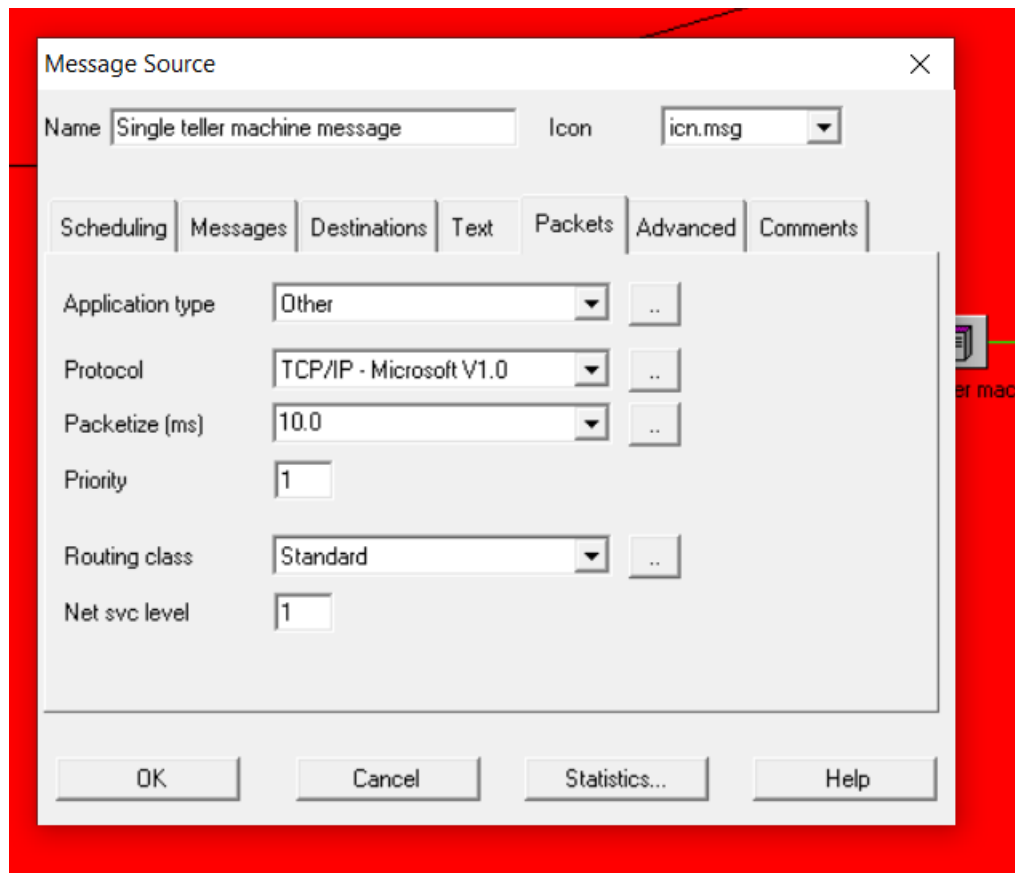 Message Source
Name Single teller machine message Icon icn.msg
Scheduling Messages Destinations Text Packets Advanced Comments
Application type Other ..
Protocol TCP/IP - Microsoft V1.0 ..
Packetize (ms) 10.0 ..
Priority 1
Routing class Standard ..
Net svc level 1
OK Cancel Statistics... Help
er mac